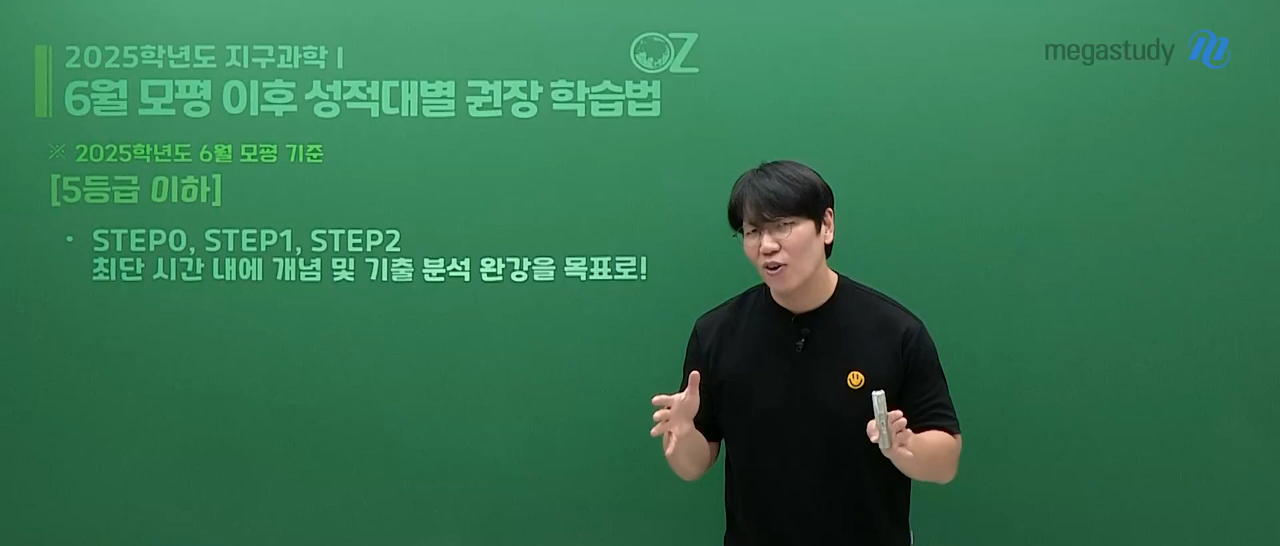 2025학년도 지구과학 I
OZ
6월 모평 이후 성적대별 권장 학습법
※ 2025학년도 6월 모평 기준
[5등급 이하]
· STEP0, STEP1, STEP2
최단 시간 내에 개념 및 기출 분석 완강을 목표로!
megastudy